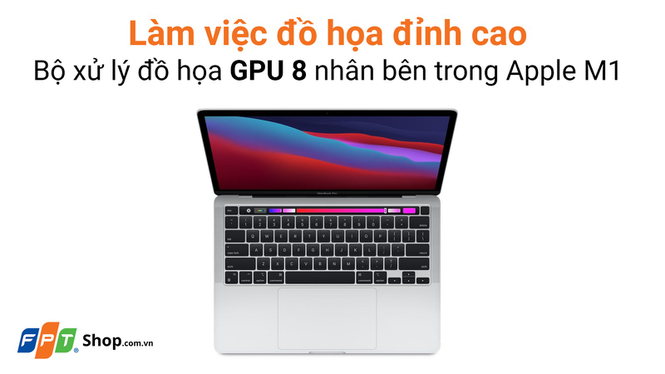 Làm việc đồ họa đỉnh cao
Bộ xử lý đồ họa GPU 8 nhân bên trong Apple M1
FPT® Shop.com.vn